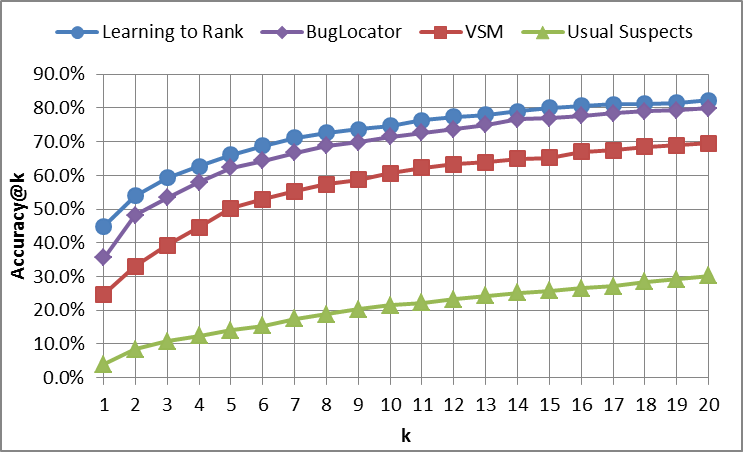 Learning to Rank BugLocator VSM Usual Suspects
90.0%
80.0%
70.0%
60.0%
50.0%
40.0%
30.0%
20.0%
10.0%
0.0%
Accuracy@k
1 2 3 4 5 6 7 8 9 10 11 12 13 14 15 16 17 18 19 20
k